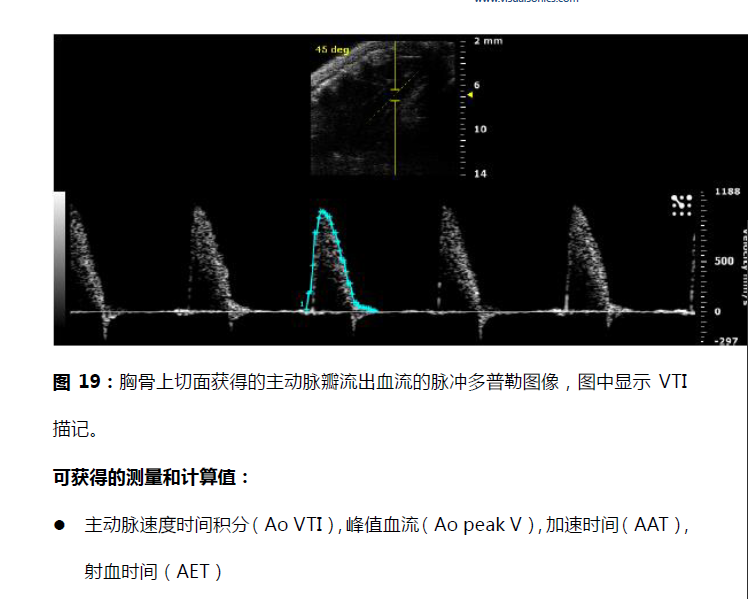 www.visualsonics.com
45 deg
2 mm
6
10
14
1188
500
0
-297
1
图 19：胸骨上切面获得的主动脉瓣流出血流的脉冲多普勒图像，图中显示 VTI
描记。
可获得的测量和计算值：
● 主动脉速度时间积分（Ao VTI），峰值血流（Ao peak V），加速时间（AAT），
射血时间（AET）